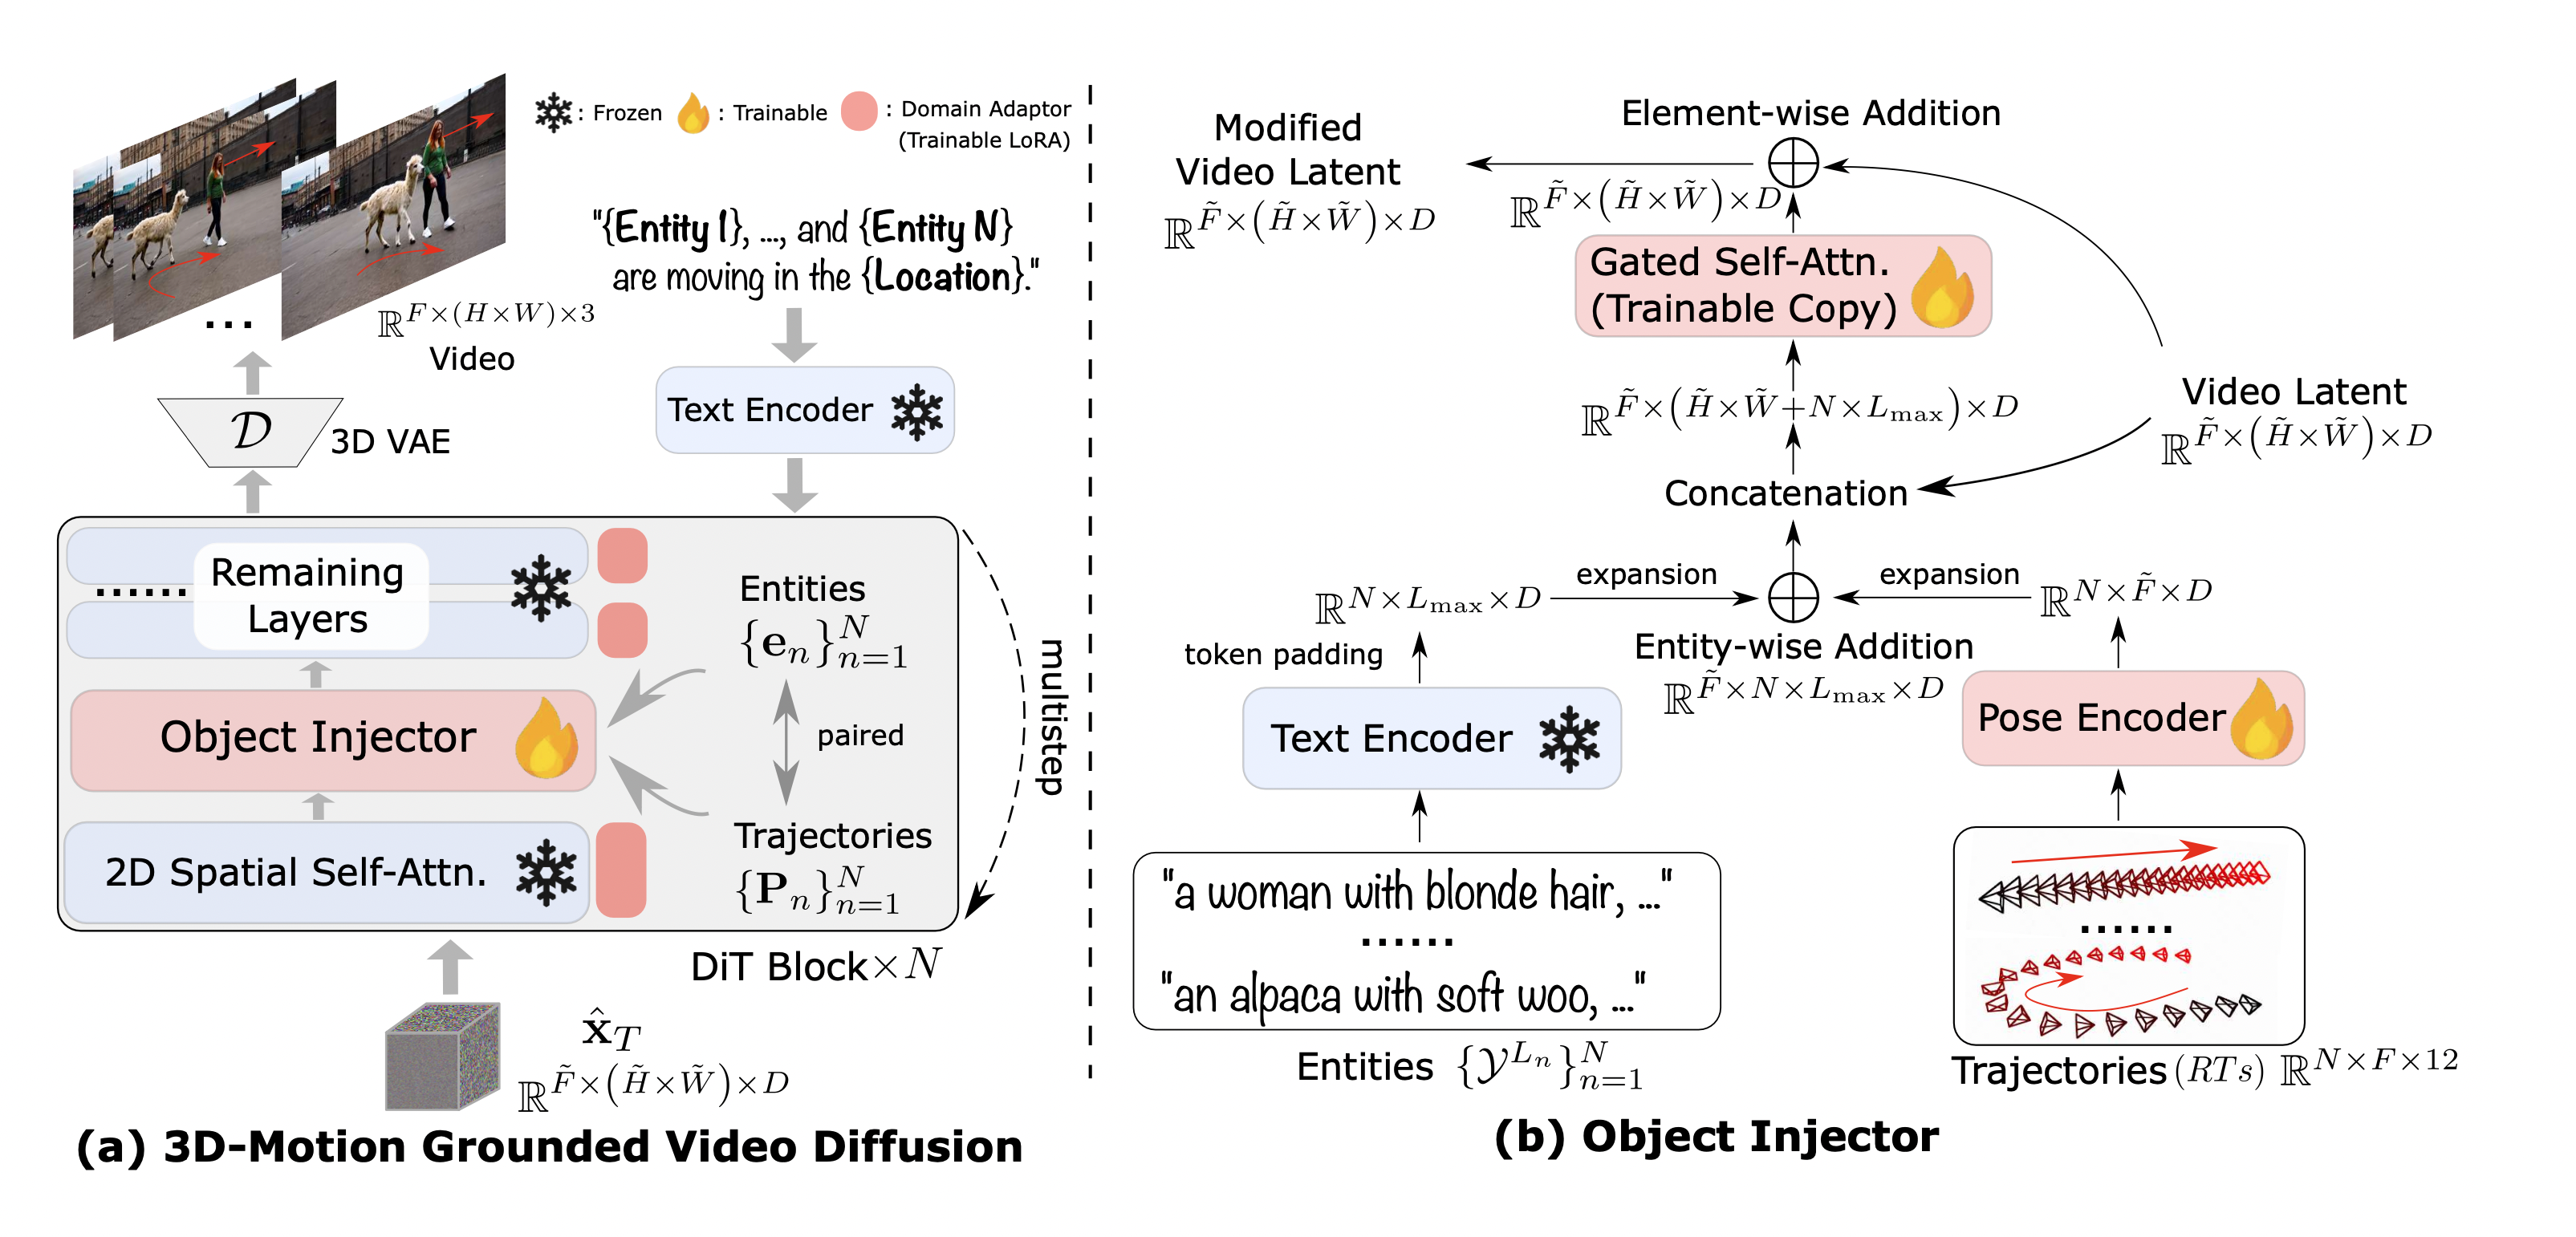 : Frozen
: Trainable
: Domain Adaptor
(Trainable LoRA)
"{Entity 1}, ..., and {Entity N}
are moving in the {Location}."
...
ℝ^{F×(H×W)×3}
Video
Text Encoder
𝒟
3D VAE
Remaining
Layers
......
Object Injector
2D Spatial Self-Attn.
Entities
{e_n}_{n=1}^N
paired
Trajectories
{P_n}_{n=1}^N
multistep
DiT Block×N
x̂_T
ℝ^{F̃×(H̃×W̃)×D}
(a) 3D-Motion Grounded Video Diffusion
Element-wise Addition
Modified
Video Latent
ℝ^{F̃×(H̃×W̃)×D}
ℝ^{F̃×(H̃×W̃)×D}
Gated Self-Attn.
(Trainable Copy)
ℝ^{F̃×(H̃×W̃+N×L_max)×D}
Video Latent
ℝ^{F̃×(H̃×W̃)×D}
Concatenation
ℝ^{N×L_max×D}
expansion
expansion
ℝ^{N×F̃×D}
token padding
Entity-wise Addition
ℝ^{F̃×N×L_max×D}
Text Encoder
Pose Encoder
"a woman with blonde hair, ..."
......
"an alpaca with soft woo, ..."
Entities {𝒴^{L_n}}_{n=1}^N
......
Trajectories (RTs) ℝ^{N×F×12}
(b) Object Injector